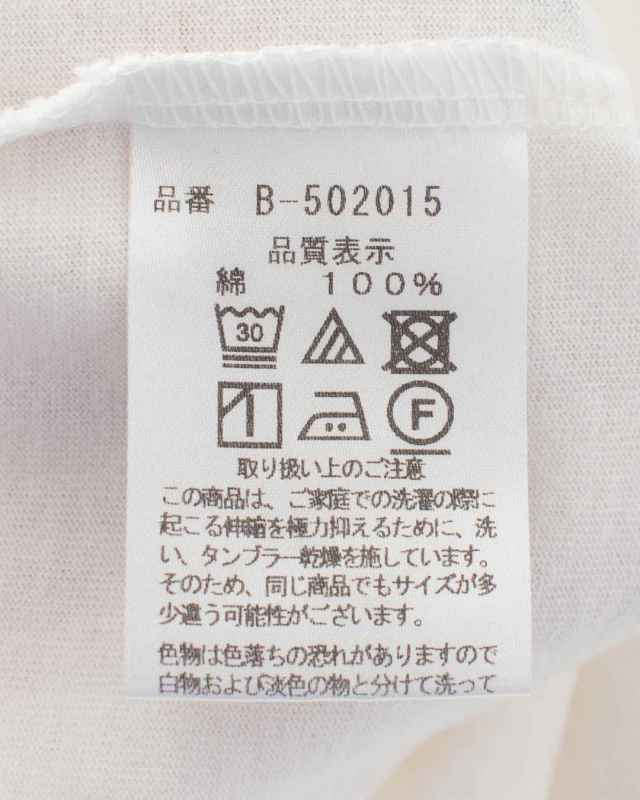 品番 B-502015
品質表示
綿 100%
30
F
取り扱い上のご注意
この商品は、ご家庭での洗濯の際に
起こる伸縮を極力抑えるために、洗
い、タンブラー乾燥を施しています。
そのため、同じ商品でもサイズが多
少違う可能性がございます。
色物は色落ちの恐れがありますので
白物および淡色の物と分けて洗って